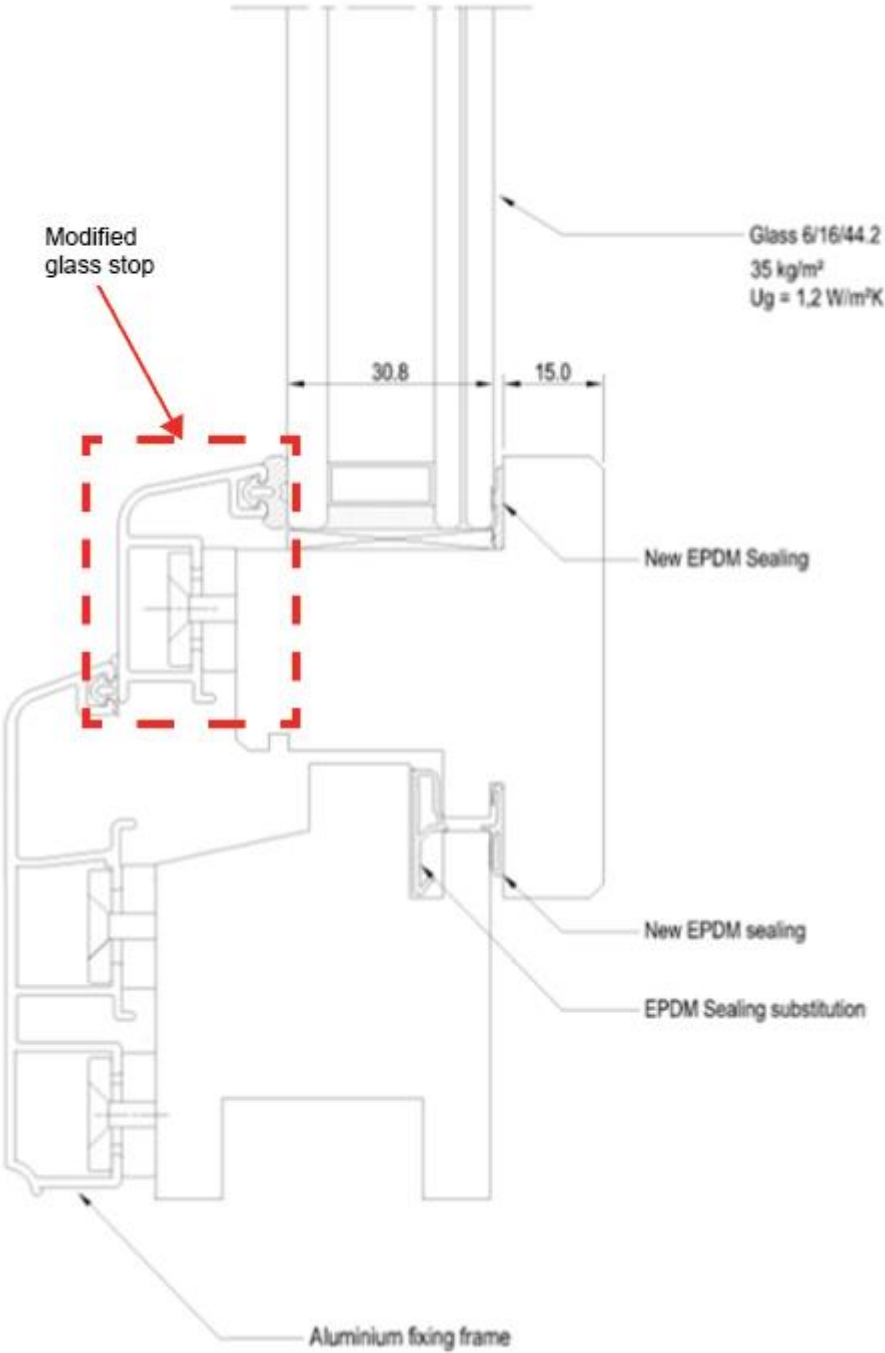 Modified
glass stop
Glass 6/16/44.2
35 kg/m²
Ug = 1,2 W/m²K
30.8
15.0
New EPDM Sealing
New EPDM sealing
EPDM Sealing substitution
Aluminium fixing frame